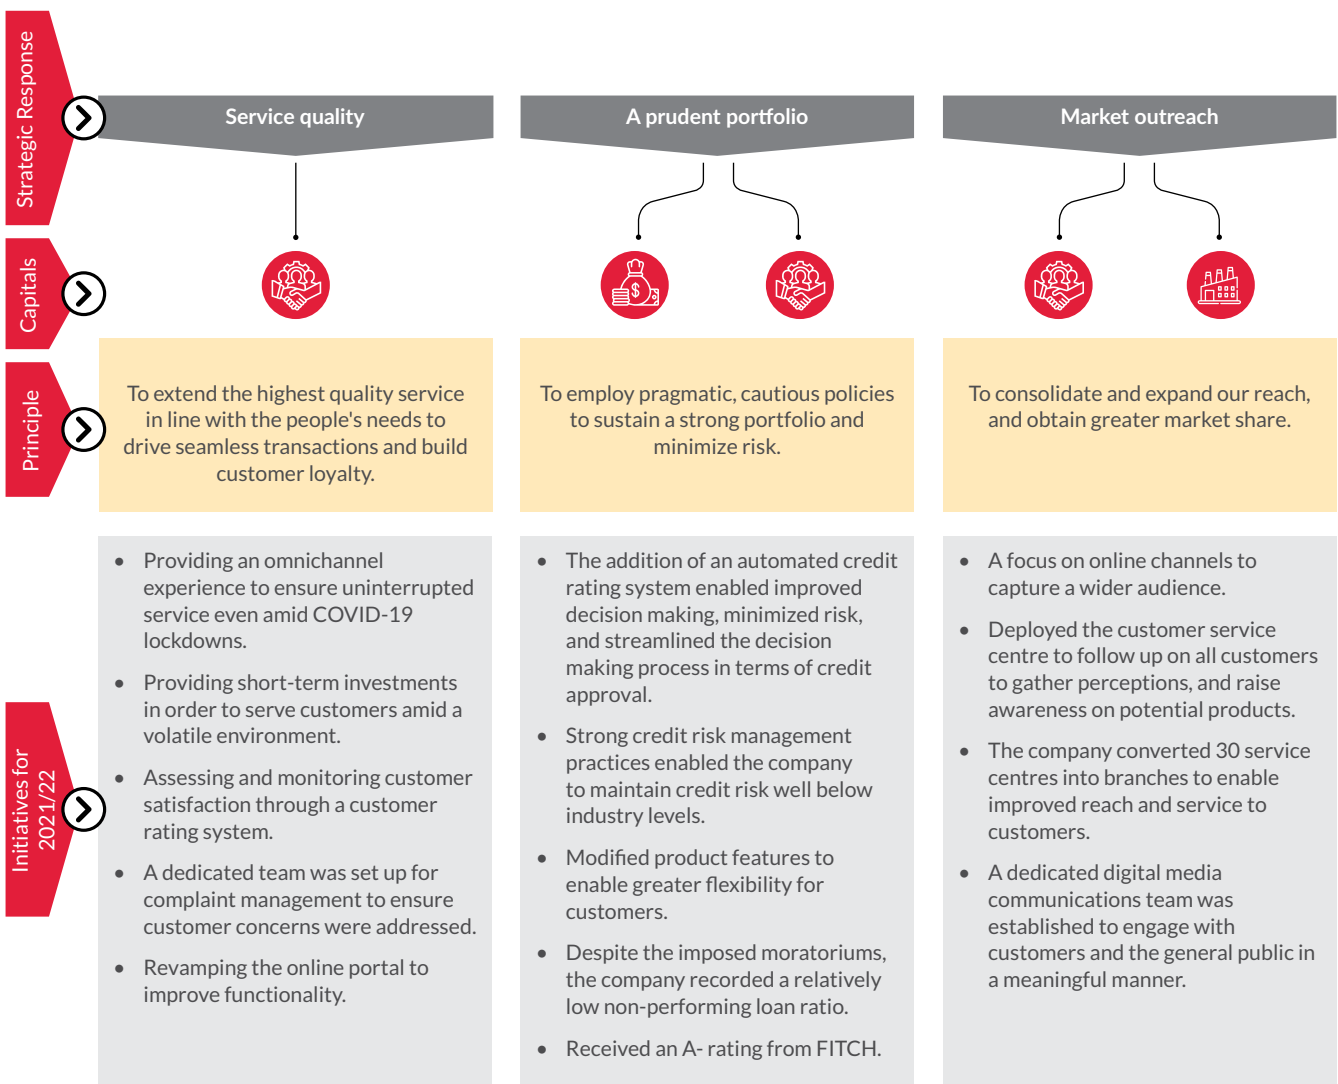 Strategic Response
Service quality
A prudent portfolio
Market outreach
Capitals
$
Principle
To extend the highest quality service
in line with the people's needs to
drive seamless transactions and build
customer loyalty.
To employ pragmatic, cautious policies
to sustain a strong portfolio and
minimize risk.
To consolidate and expand our reach,
and obtain greater market share.
Initiatives for
2021/22
• Providing an omnichannel
experience to ensure uninterrupted
service even amid COVID-19
lockdowns.
• Providing short-term investments
in order to serve customers amid a
volatile environment.
• Assessing and monitoring customer
satisfaction through a customer
rating system.
• A dedicated team was set up for
complaint management to ensure
customer concerns were addressed.
• Revamping the online portal to
improve functionality.
• The addition of an automated credit
rating system enabled improved
decision making, minimized risk,
and streamlined the decision
making process in terms of credit
approval.
• Strong credit risk management
practices enabled the company
to maintain credit risk well below
industry levels.
• Modified product features to
enable greater flexibility for
customers.
• Despite the imposed moratoriums,
the company recorded a relatively
low non-performing loan ratio.
• Received an A- rating from FITCH.
• A focus on online channels to
capture a wider audience.
• Deployed the customer service
centre to follow up on all customers
to gather perceptions, and raise
awareness on potential products.
• The company converted 30 service
centres into branches to enable
improved reach and service to
customers.
• A dedicated digital media
communications team was
established to engage with
customers and the general public in
a meaningful manner.